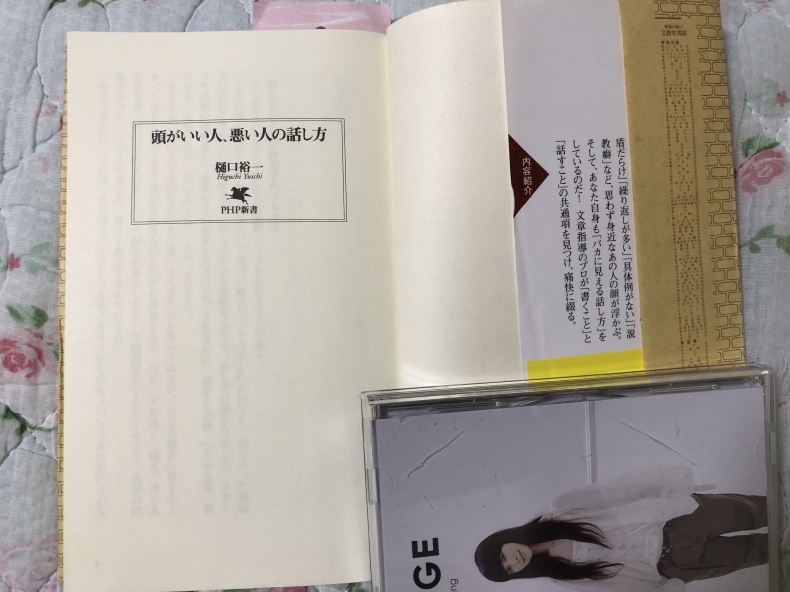 頭がいい人、悪い人の話し方
樋口裕一
Higuchi Yuichi
PHP新書
内容紹介
盾だらけ」「繰り返しが多い」「具体例がない」「説
教癖」など、思わず身近なあの人の顔が浮かぶ。
そして、あなた自身も「バカに見える話し方」を
しているのだ! 文章指導のプロが「書くこと」と
「話すこと」の共通項を見つけ、痛快に綴る。
文教堂書店
GE